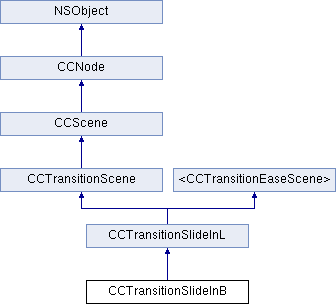 NSObject
CCNode
CCScene
CCTransitionScene
<CCTransitionEaseScene>
CCTransitionSlideInL
CCTransitionSlideInB